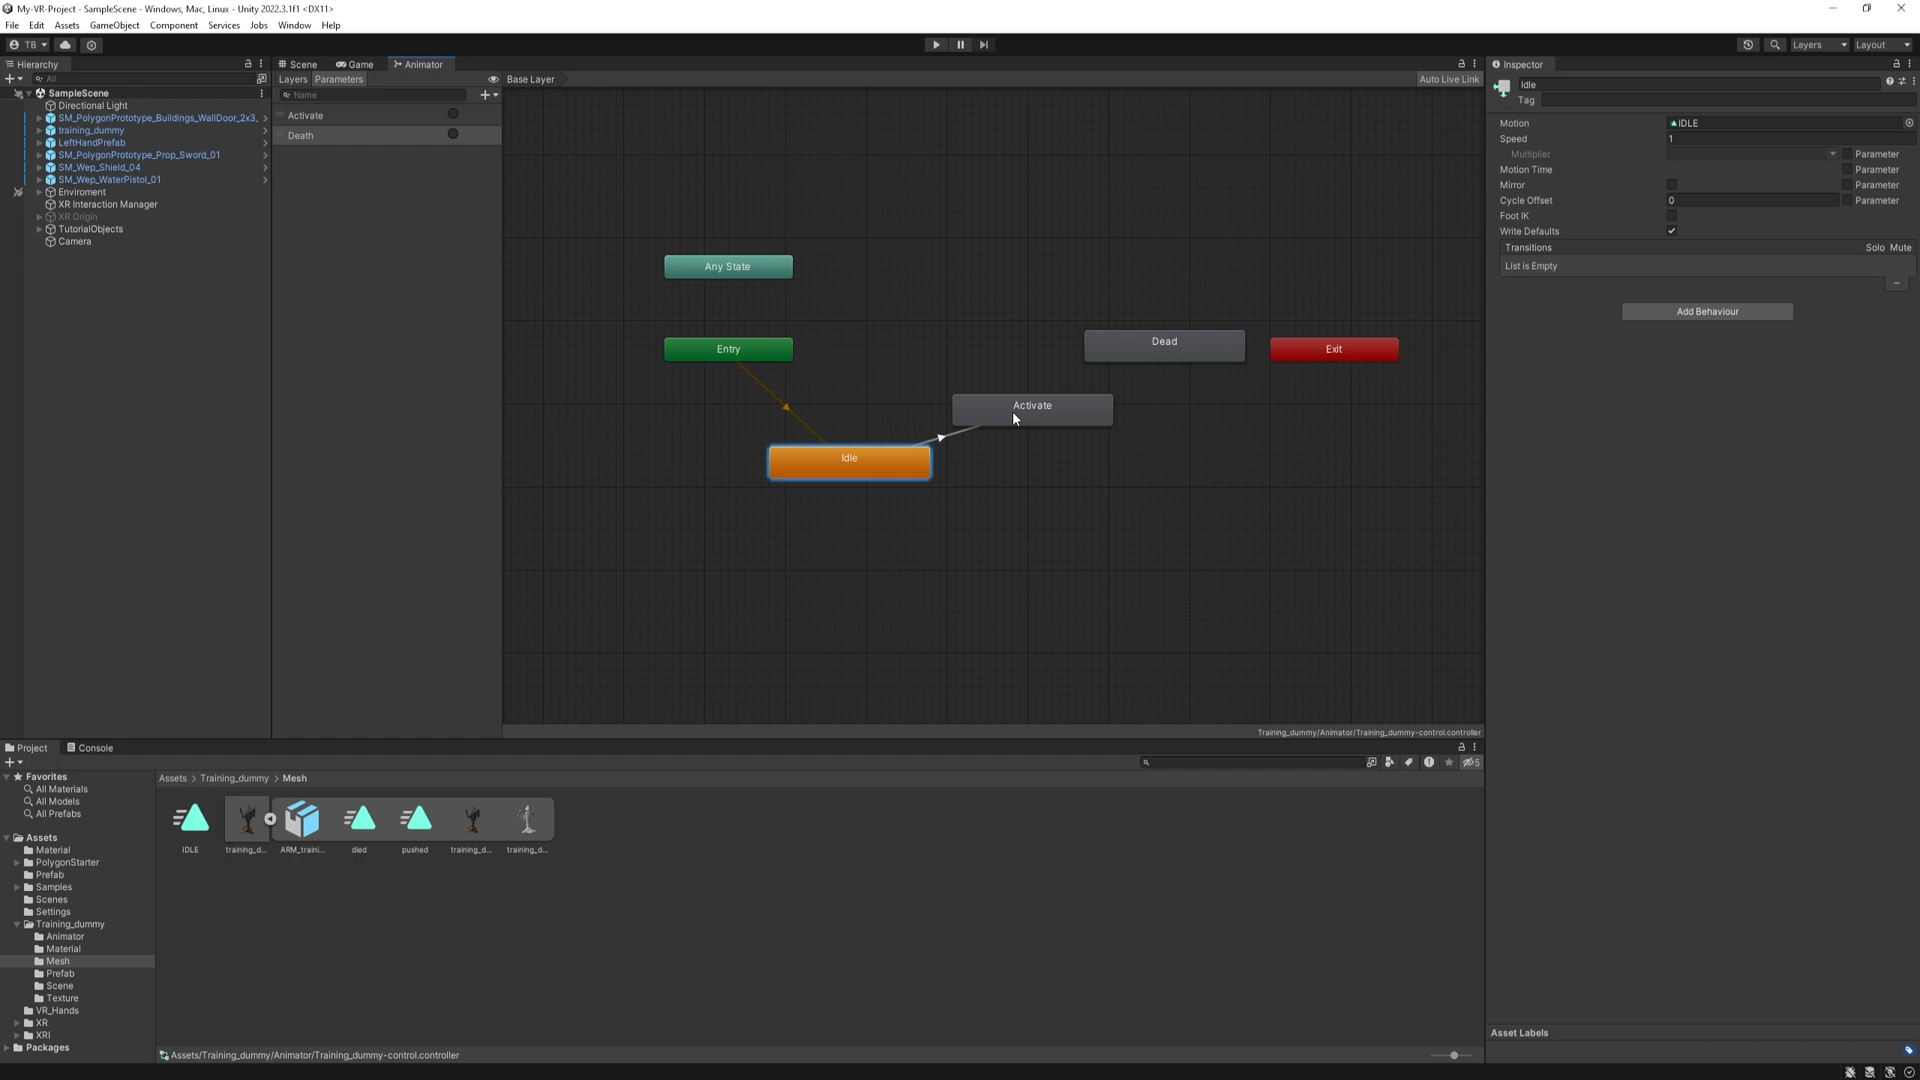 My-VR-Project - SampleScene - Windows, Mac, Linux - Unity 2022.3.1f1 <DX11>
File Edit Assets GameObject Component Services Jobs Window Help
TB
Layers
Layout
Hierarchy
All
SampleScene
Directional Light
SM_PolygonPrototype_Buildings_WallDoor_2x3_
training_dummy
LeftHandPrefab
SM_PolygonPrototype_Prop_Sword_01
SM_Wep_Shield_04
SM_Wep_WaterPistol_01
Enviroment
XR Interaction Manager
XR Origin
TutorialObjects
Camera
Scene Game Animator
Layers Parameters
Base Layer
Auto Live Link
Name
Activate
Death
Any State
Entry
Dead
Exit
Activate
Idle
Training_dummy/Animator/Training_dummy-control.controller
Inspector
Idle
Tag
Motion IDLE
Speed 1
Multiplier Parameter
Motion Time Parameter
Mirror Parameter
Cycle Offset 0 Parameter
Foot IK
Write Defaults
Transitions Solo Mute
List is Empty
Add Behaviour
Asset Labels
Project Console
Favorites
All Materials
All Models
All Prefabs
Assets
Material
PolygonStarter
Prefab
Samples
Scenes
Settings
Training_dummy
Animator
Material
Mesh
Prefab
Scene
Texture
VR_Hands
XR
XRI
Packages
Assets > Training_dummy > Mesh
5
IDLE
training_d...
ARM_traini...
died
pushed
training_d...
training_d...
Assets/Training_dummy/Animator/Training_dummy-control.controller